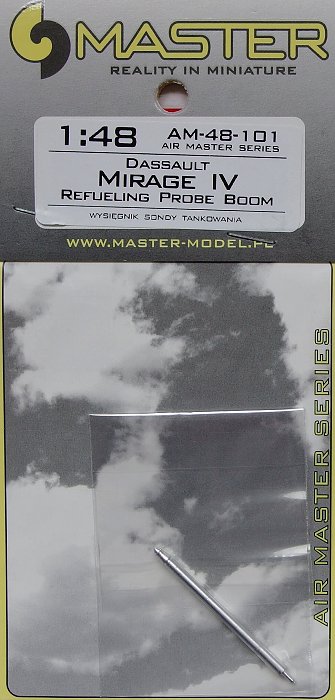 MASTER
REALITY IN MINIATURE
1:48
AM-48-101
AIR MASTER SERIES
DASSAULT
MIRAGE IV
REFUELING PROBE BOOM
WYSIĘGNIK SONDY TANKOWANIA
WWW.MASTER-MODEL.PL
AIR MASTER SERIES